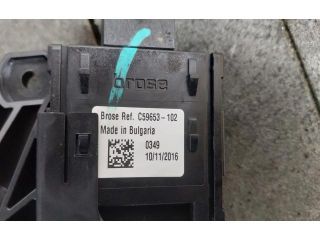 brose
Brose Ref. C59653-102
Made in Bulgaria
0349
10/11/2016